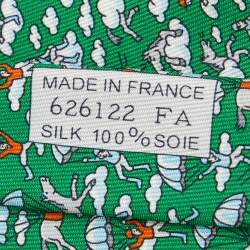 MADE IN FRANCE
626122 FA
SILK 100% SOIE